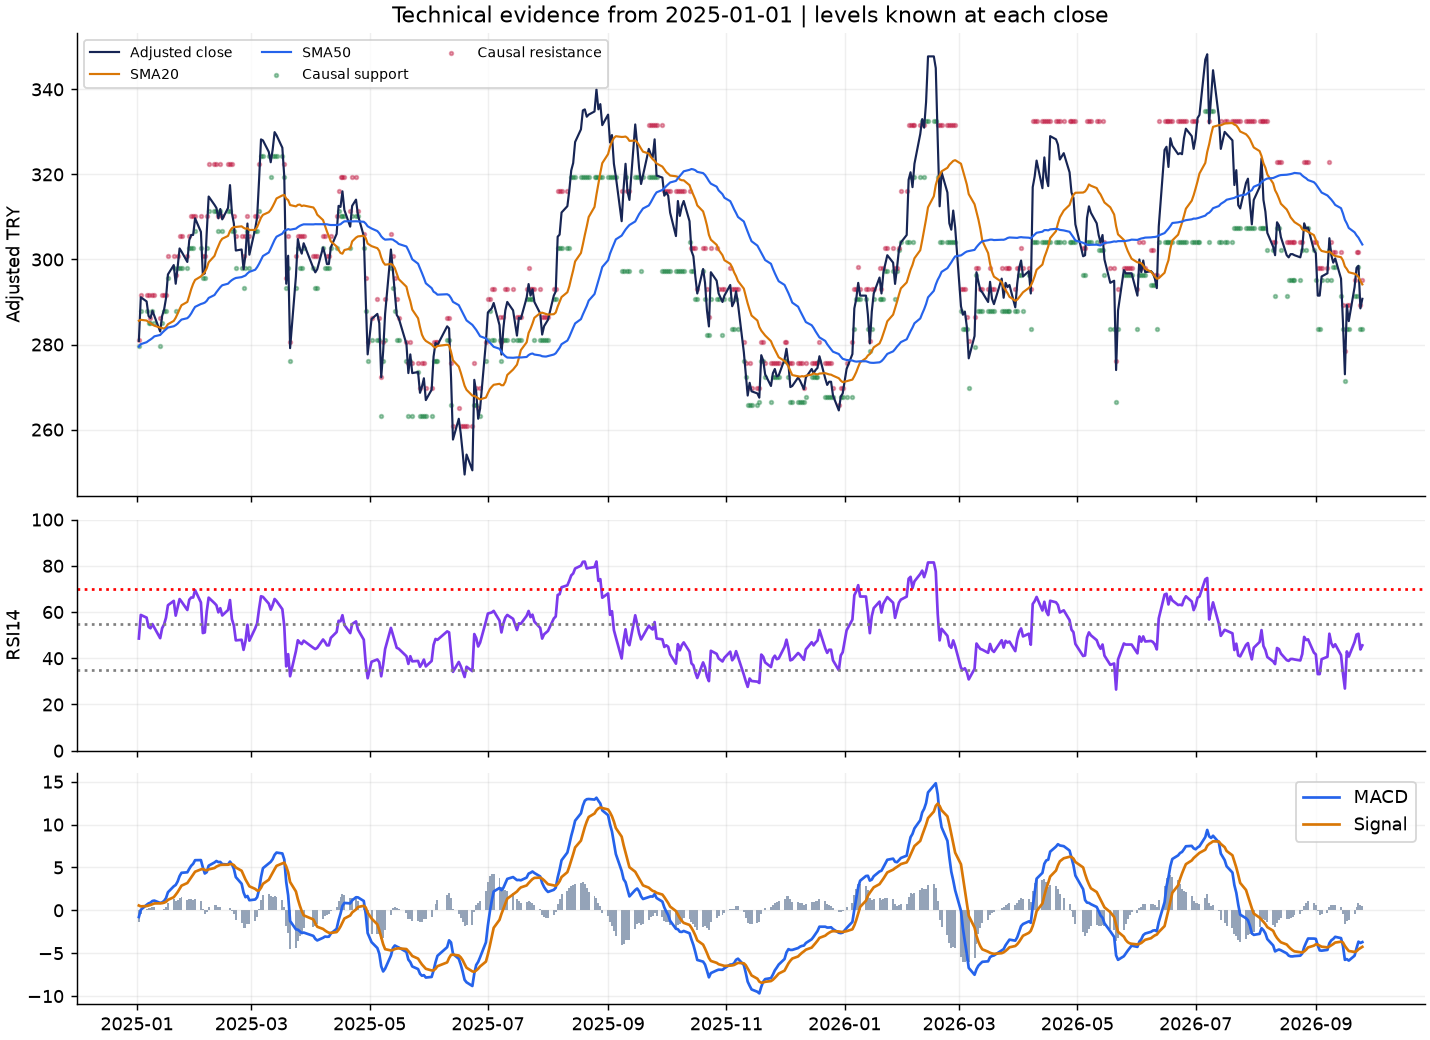 Technical evidence from 2025-01-01 | levels known at each close
Adjusted close
SMA20
SMA50
Causal support
Causal resistance
Adjusted TRY
340
320
300
280
260
RSI14
100
80
60
40
20
0
MACD
Signal
15
10
5
0
−5
−10
2025-01 2025-03 2025-05 2025-07 2025-09 2025-11 2026-01 2026-03 2026-05 2026-07 2026-09